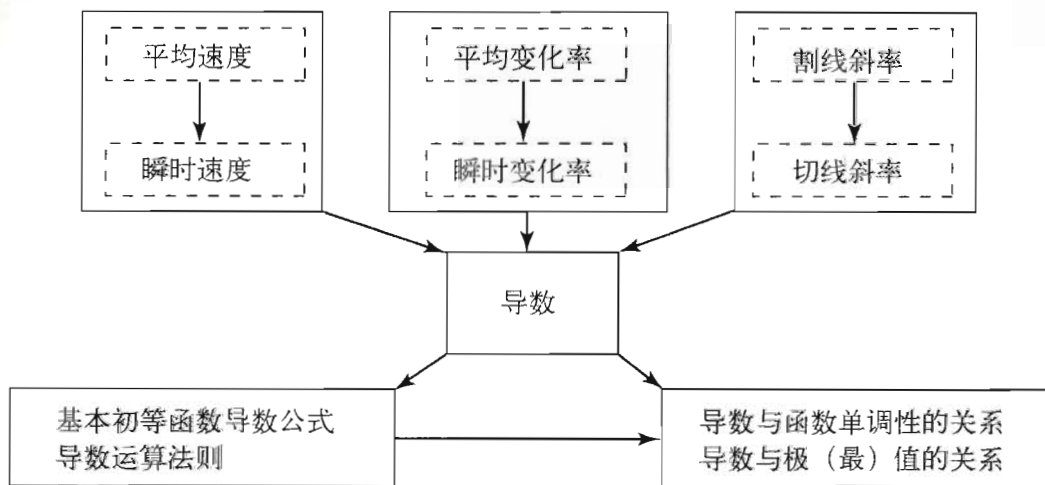 平均速度
瞬时速度
平均变化率
瞬时变化率
割线斜率
切线斜率
导数
基本初等函数导数公式
导数运算法则
导数与函数单调性的关系
导数与极（最）值的关系